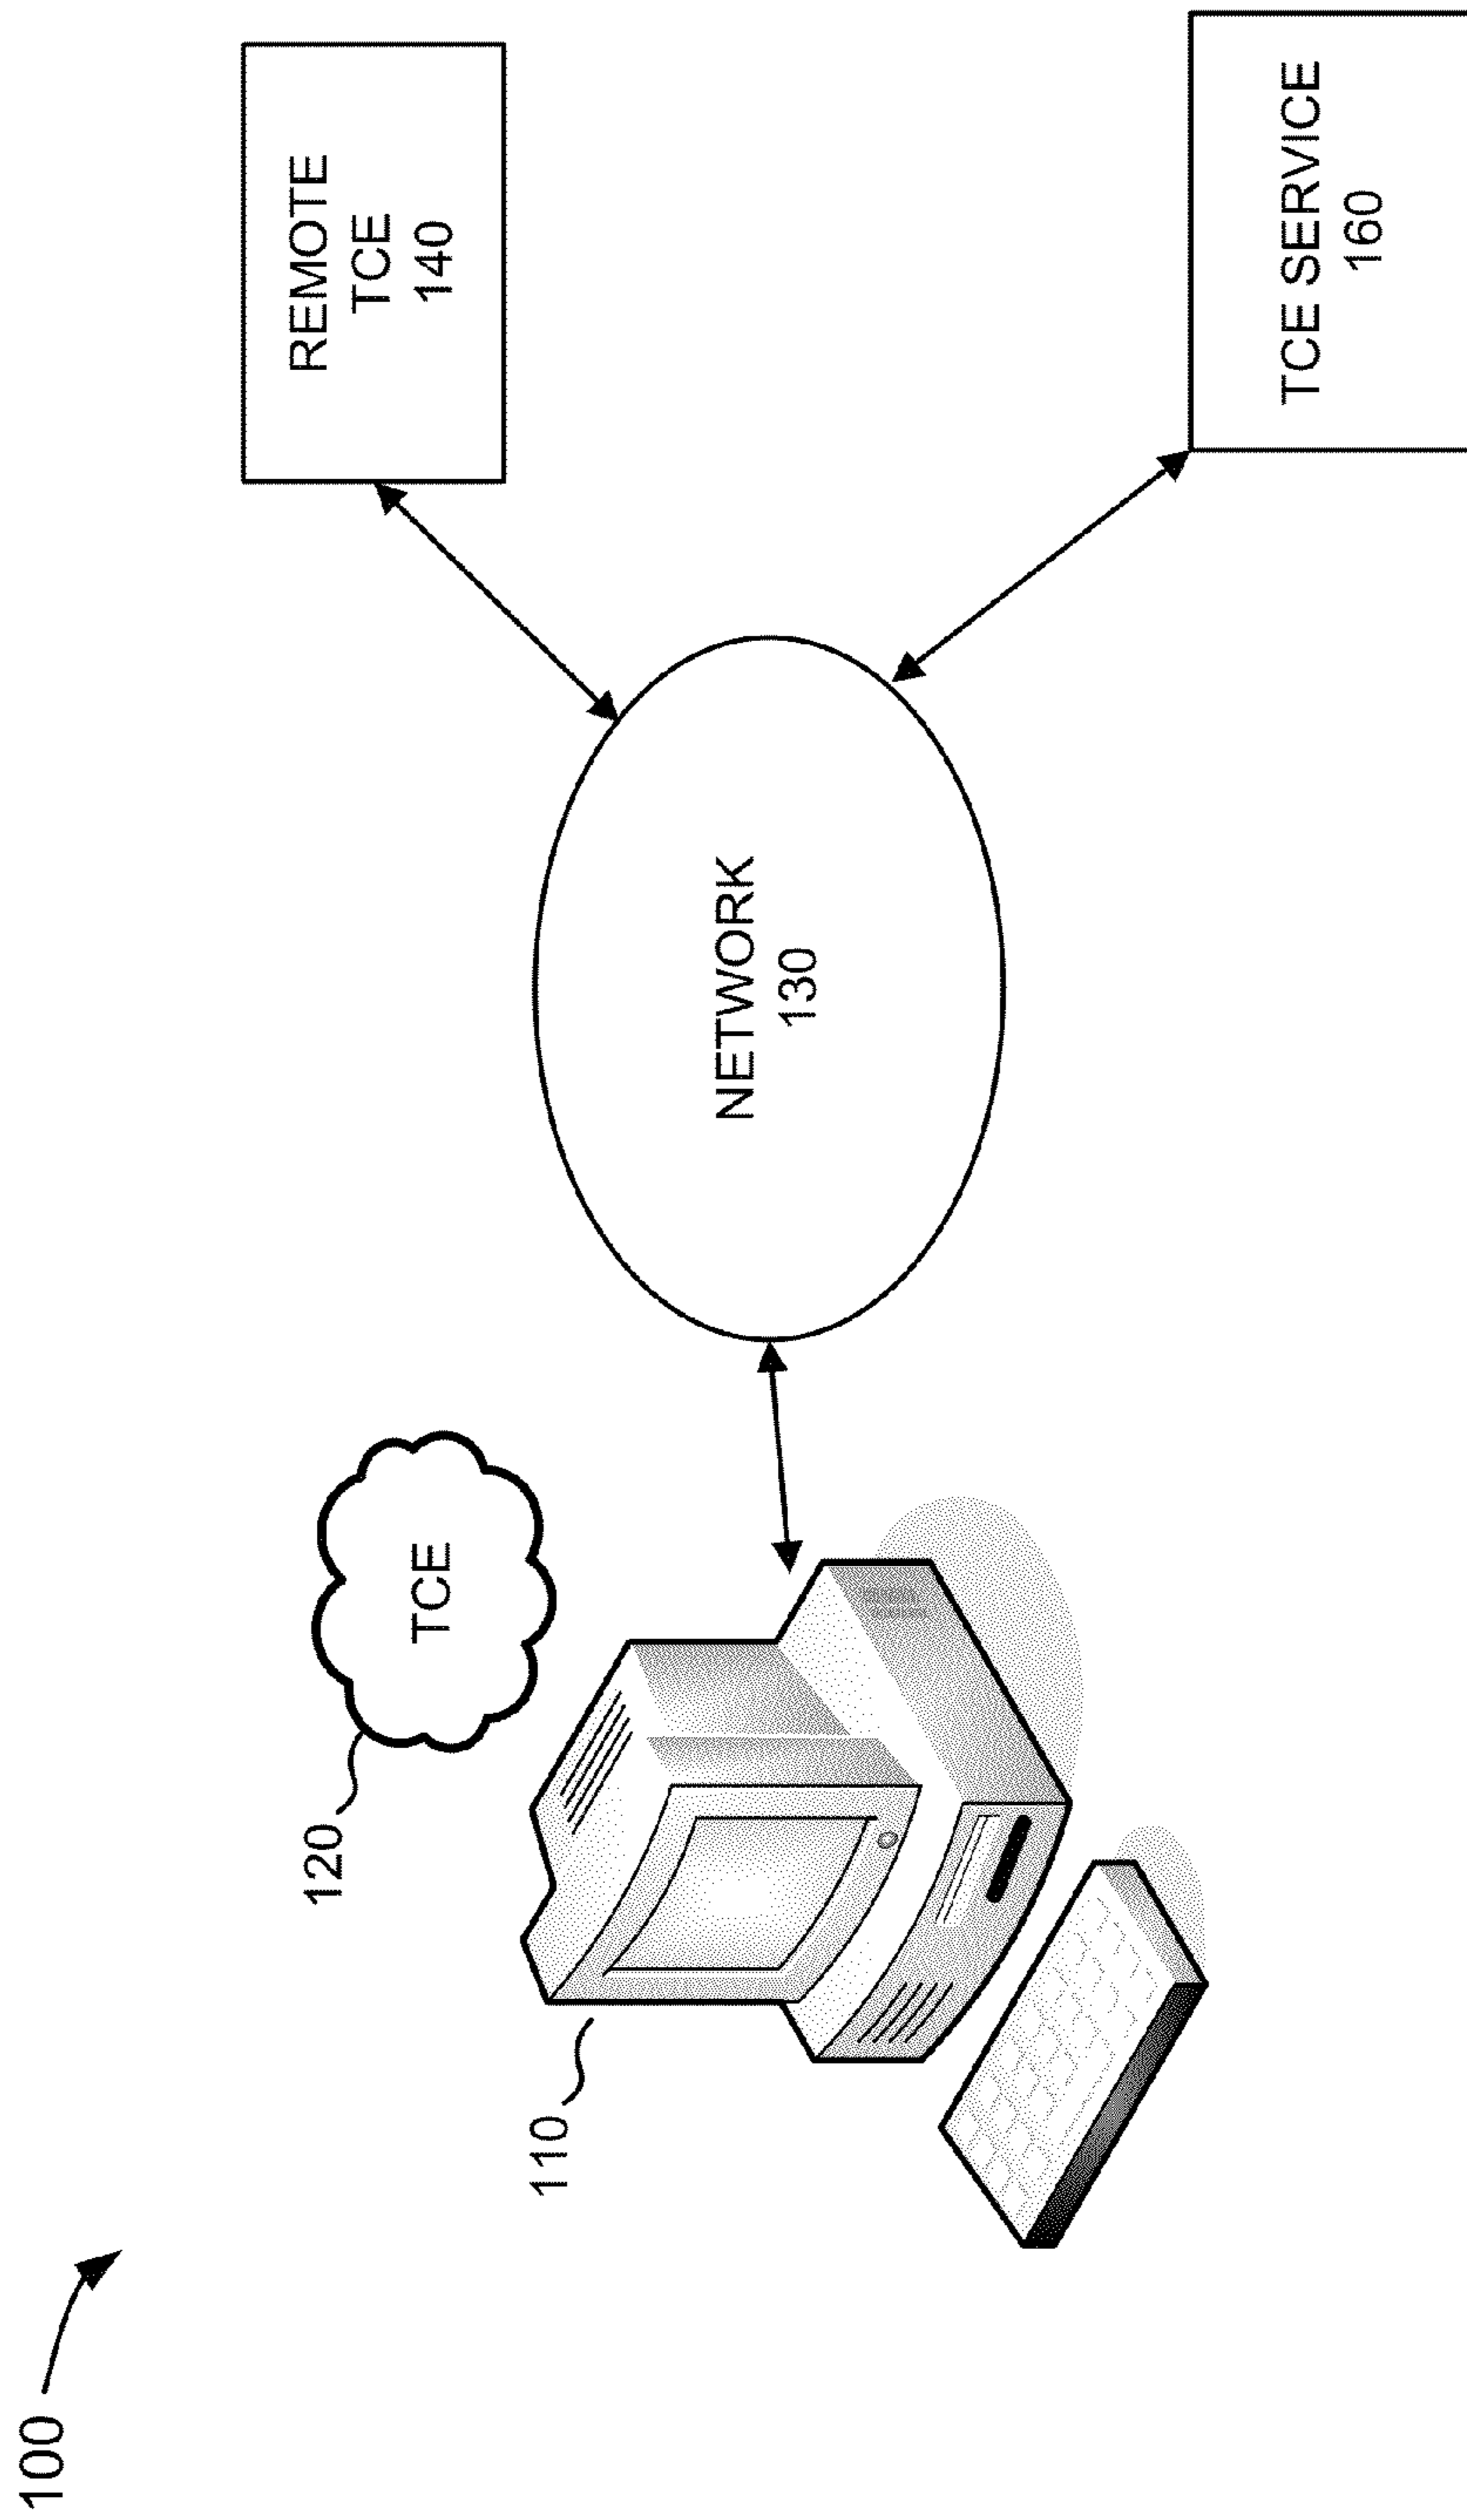 100
110
120
TCE
NETWORK
130
REMOTE
TCE
140
TCE SERVICE
160